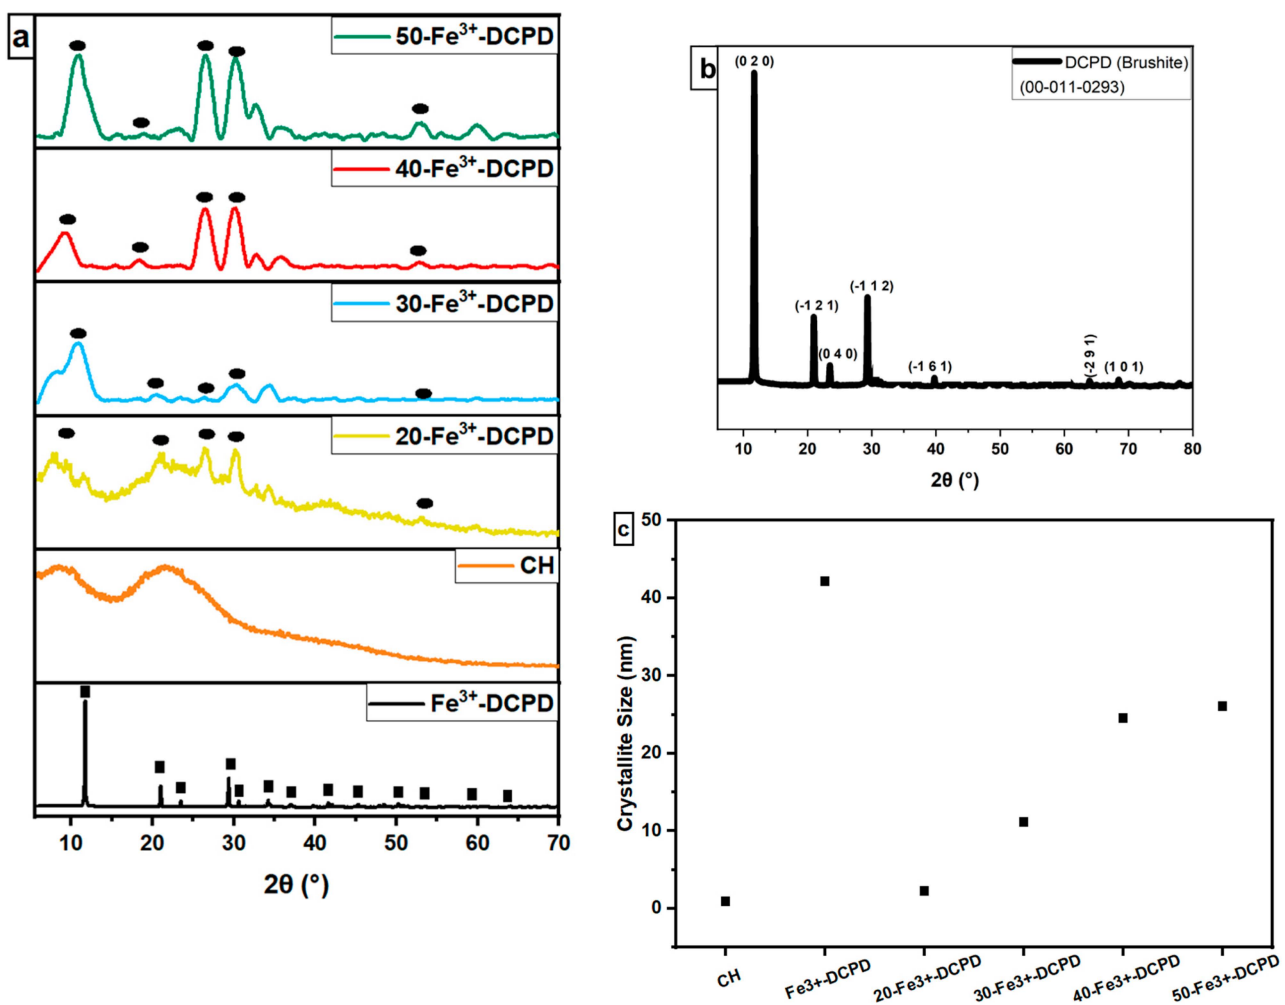 a
50-Fe³⁺-DCPD
40-Fe³⁺-DCPD
30-Fe³⁺-DCPD
20-Fe³⁺-DCPD
CH
Fe³⁺-DCPD
10 20 30 40 50 60 70
2θ (°)
b
DCPD (Brushite)
(00-011-0293)
(0 2 0)
(-1 2 1)
(0 4 0)
(-1 1 2)
(-1 6 1)
(-2 9 1)
(1 0 1)
10 20 30 40 50 60 70 80
2θ (°)
c
Crystallite Size (nm)
50
40
30
20
10
0
CH
Fe3+-DCPD
20-Fe3+-DCPD
30-Fe3+-DCPD
40-Fe3+-DCPD
50-Fe3+-DCPD